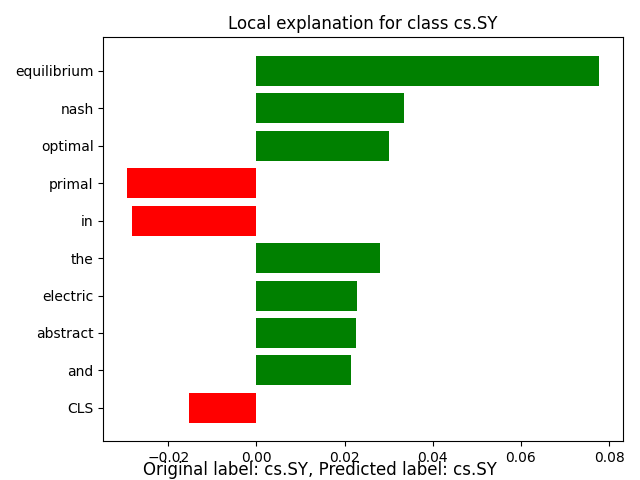 Local explanation for class cs.SY
equilibrium
nash
optimal
primal
in
the
electric
abstract
and
CLS
−0.02 0.00 0.02 0.04 0.06 0.08
Original label: cs.SY, Predicted label: cs.SY